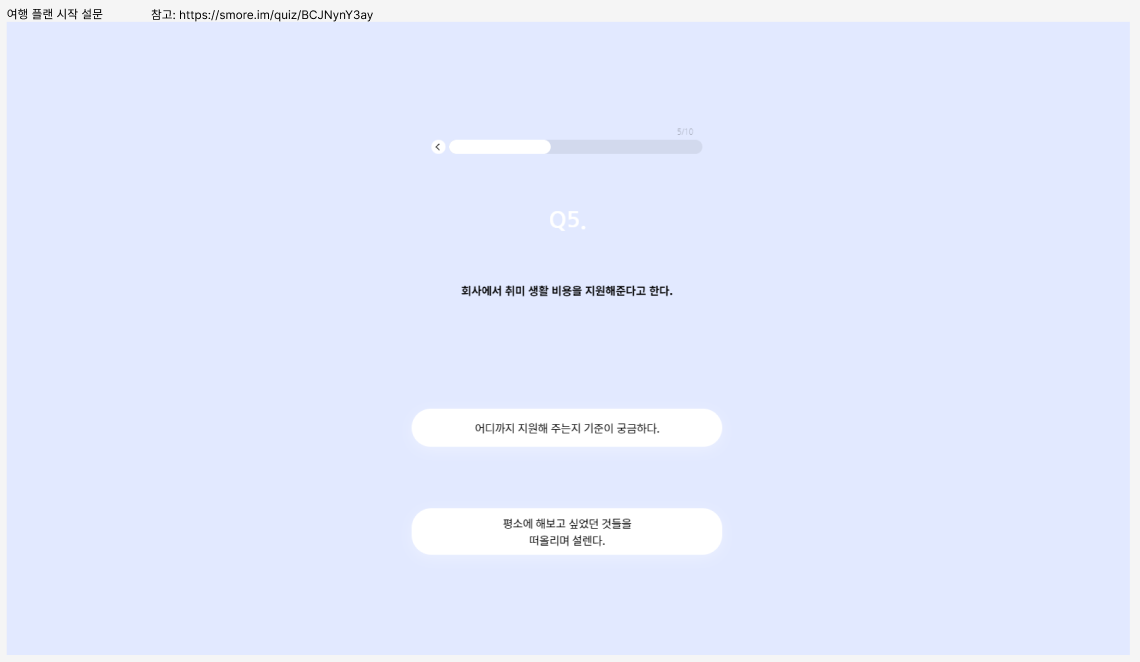 여행 플랜 시작 설문 참고: https://smore.im/quiz/BCJNynY3ay
5/10
Q5.
회사에서 취미 생활 비용을 지원해준다고 한다.
어디까지 지원해 주는지 기준이 궁금하다.
평소에 해보고 싶었던 것들을
떠올리며 설렌다.